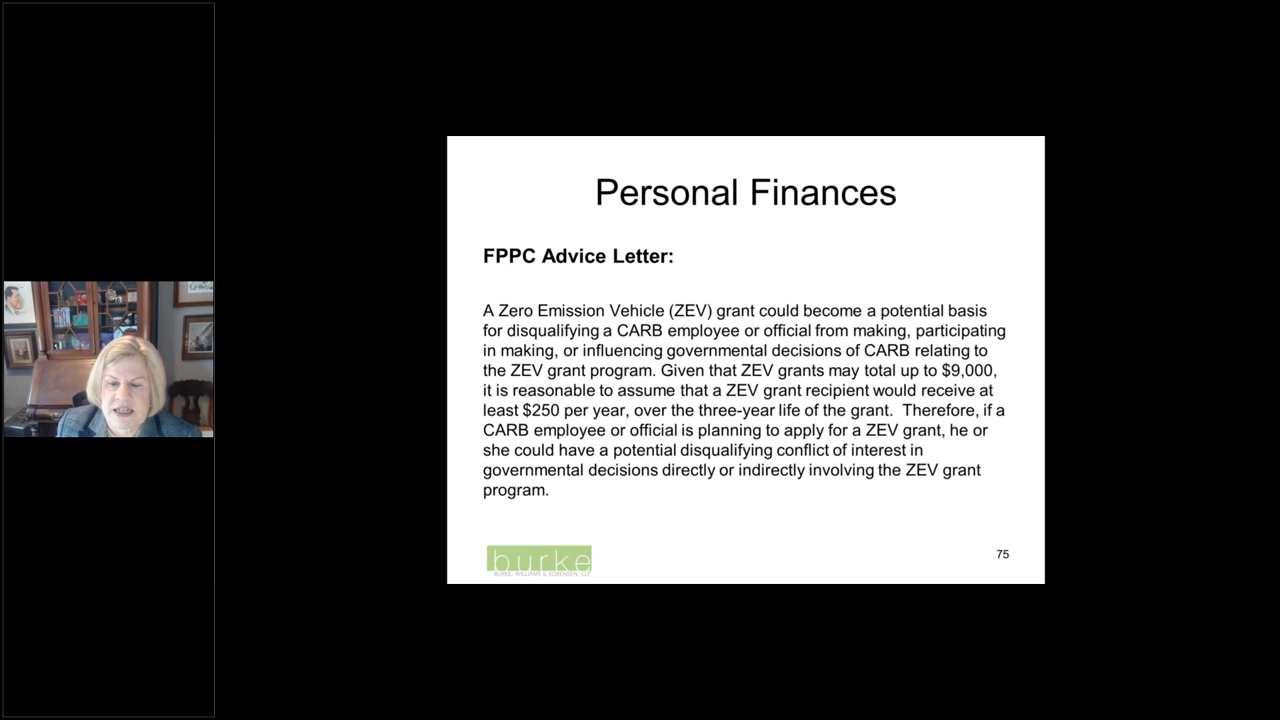 Personal Finances
FPPC Advice Letter:
A Zero Emission Vehicle (ZEV) grant could become a potential basis
for disqualifying a CARB employee or official from making, participating
in making, or influencing governmental decisions of CARB relating to
the ZEV grant program. Given that ZEV grants may total up to $9,000,
it is reasonable to assume that a ZEV grant recipient would receive at
least $250 per year, over the three-year life of the grant.  Therefore, if a
CARB employee or official is planning to apply for a ZEV grant, he or
she could have a potential disqualifying conflict of interest in
governmental decisions directly or indirectly involving the ZEV grant
program.
burke
BURKE, WILLIAMS & SORENSEN, LLP
75